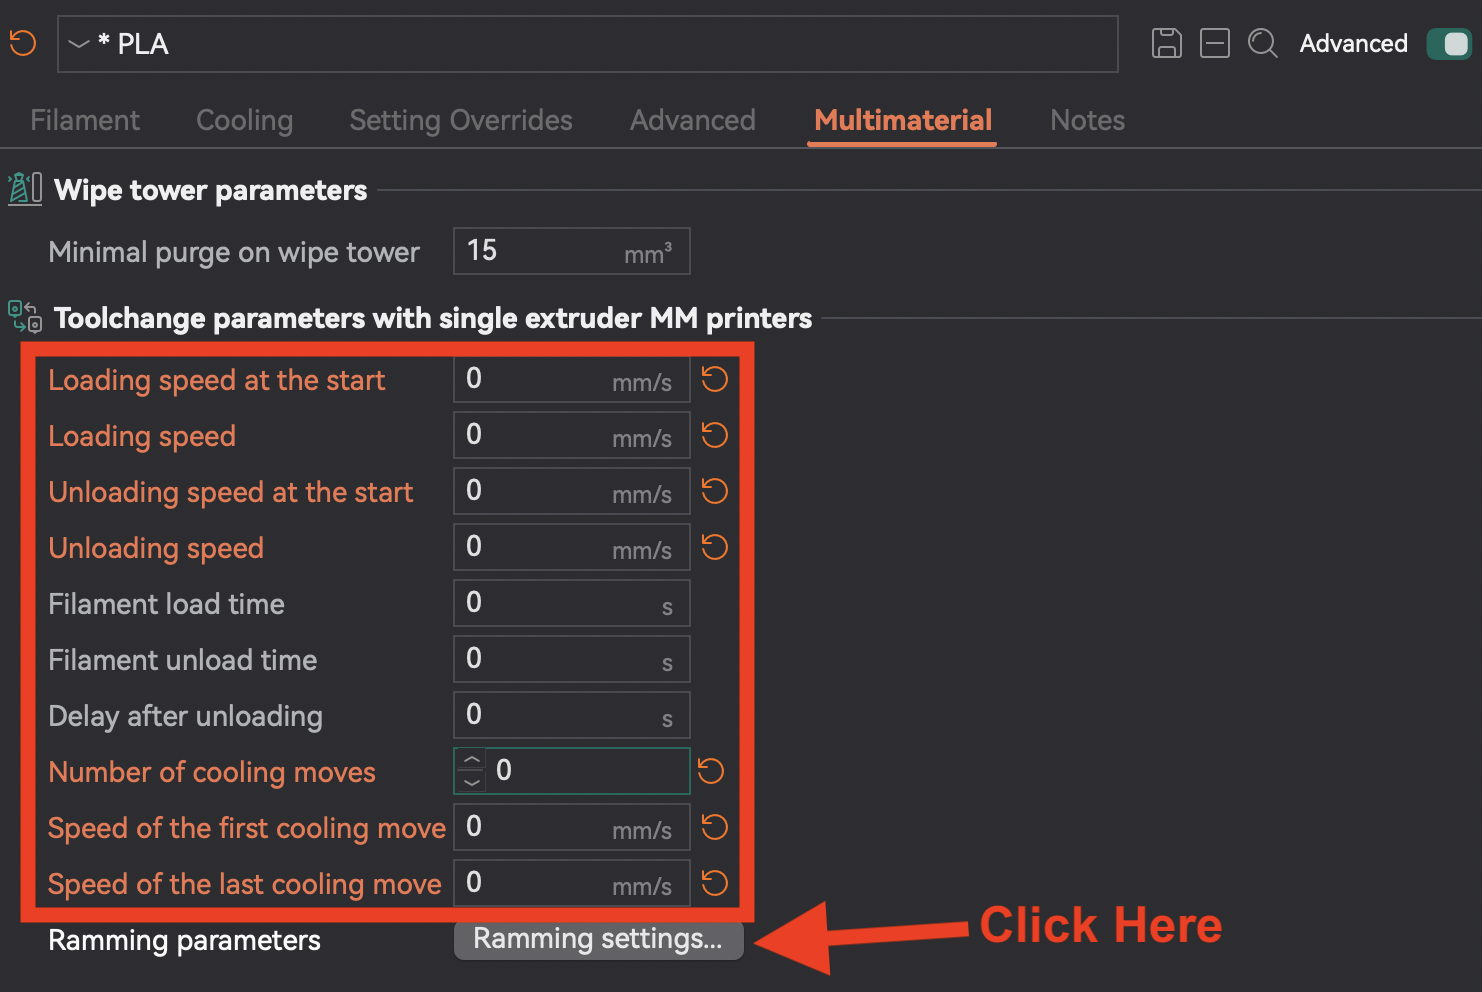 * PLA
Advanced
Filament Cooling Setting Overrides Advanced Multimaterial Notes
Wipe tower parameters
Minimal purge on wipe tower 15 mm³
Toolchange parameters with single extruder MM printers
Loading speed at the start 0 mm/s
Loading speed 0 mm/s
Unloading speed at the start 0 mm/s
Unloading speed 0 mm/s
Filament load time 0 s
Filament unload time 0 s
Delay after unloading 0 s
Number of cooling moves 0
Speed of the first cooling move 0 mm/s
Speed of the last cooling move 0 mm/s
Ramming parameters Ramming settings...
Click Here